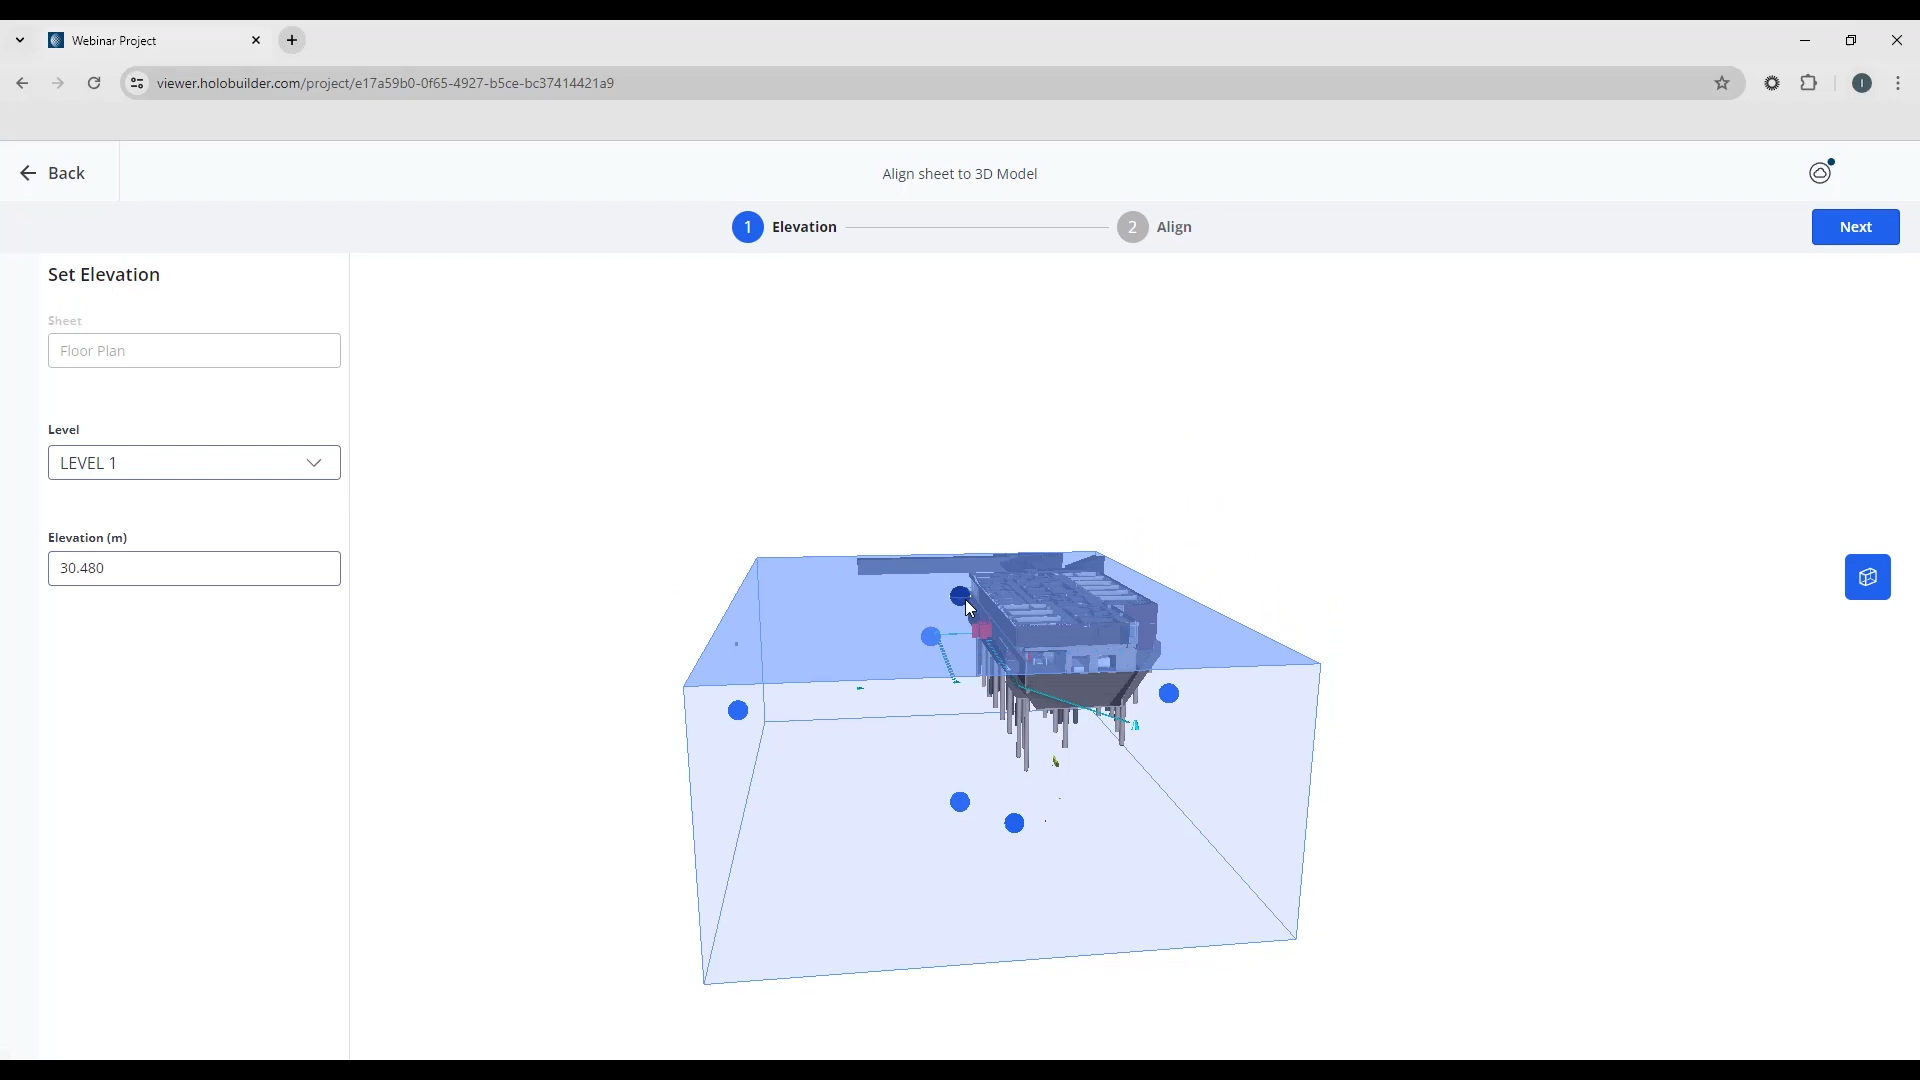 Webinar Project
viewer.holobuilder.com/project/e17a59b0-0f65-4927-b5ce-bc37414421a9
I
Back
Align sheet to 3D Model
1 Elevation
2 Align
Next
Set Elevation
Sheet
Floor Plan
Level
LEVEL 1
Elevation (m)
30.480